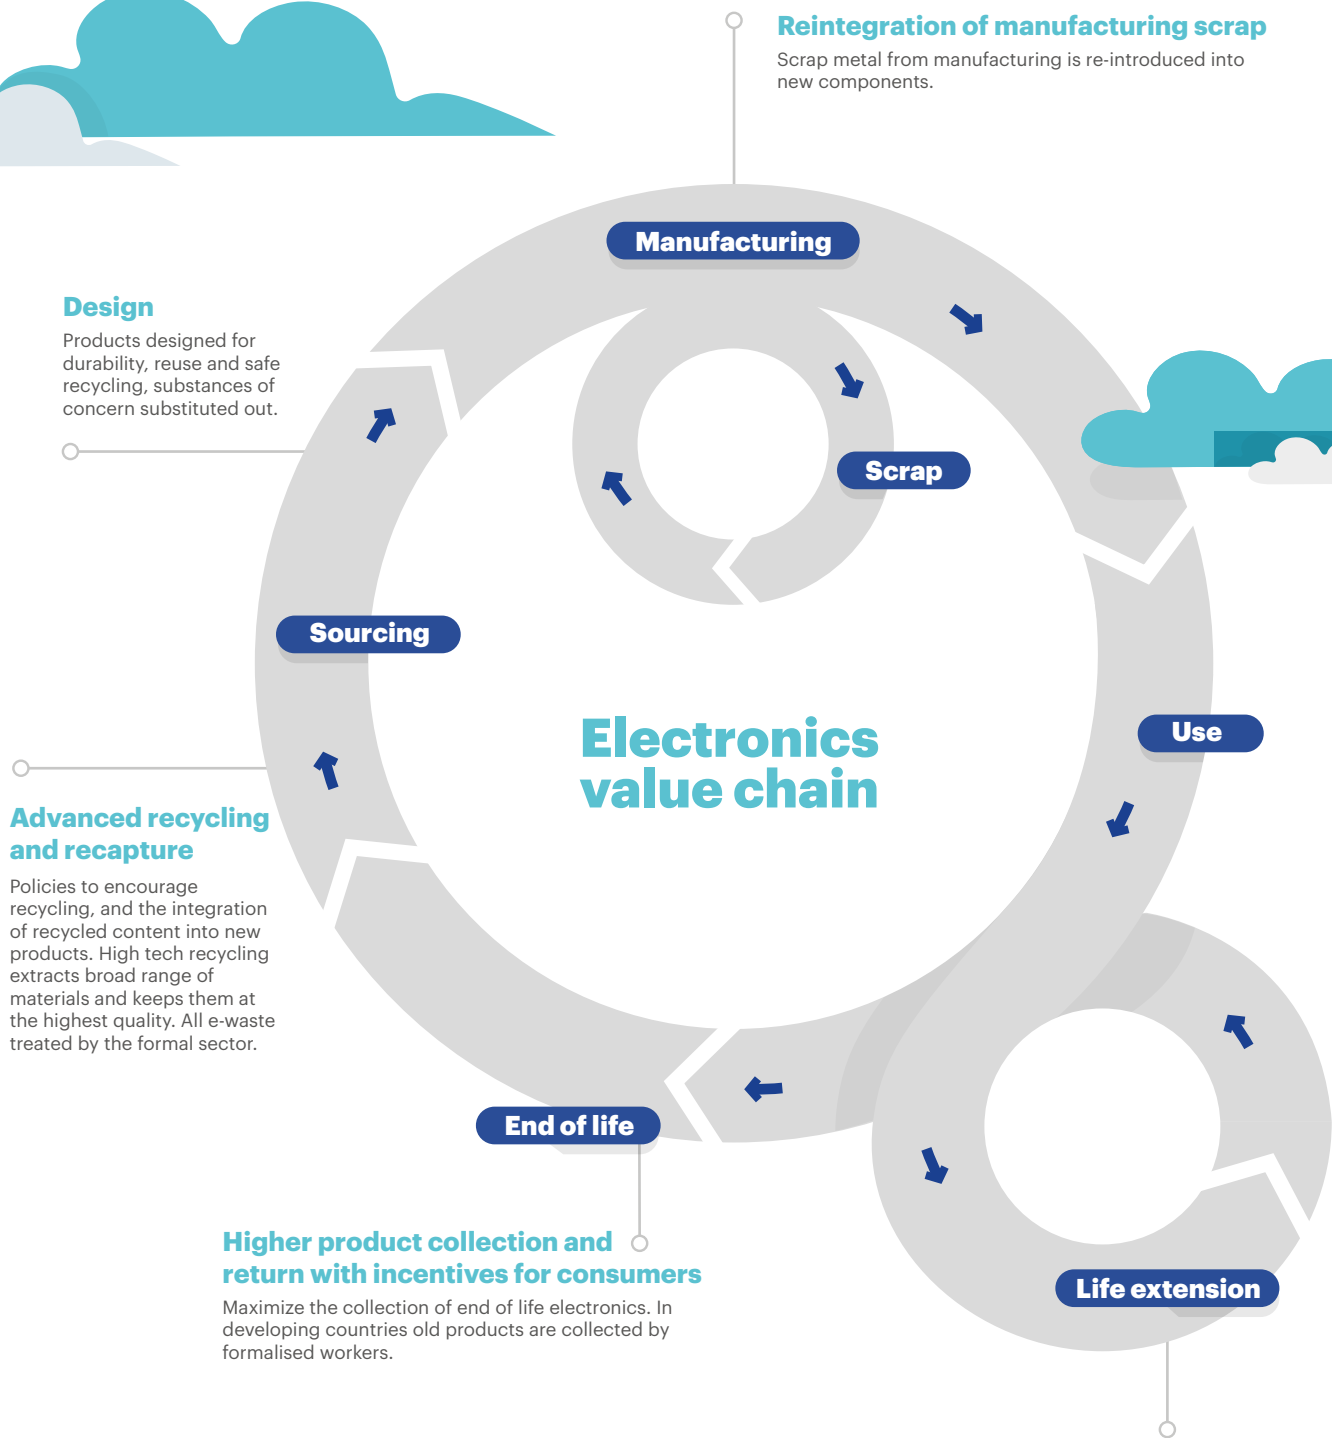 Reintegration of manufacturing scrap
Scrap metal from manufacturing is re-introduced into
new components.
Manufacturing
Design
Products designed for
durability, reuse and safe
recycling, substances of
concern substituted out.
Scrap
Sourcing
Electronics
value chain
Use
Advanced recycling
and recapture
Policies to encourage
recycling, and the integration
of recycled content into new
products. High tech recycling
extracts broad range of
materials and keeps them at
the highest quality. All e-waste
treated by the formal sector.
End of life
Higher product collection and
return with incentives for consumers
Maximize the collection of end of life electronics. In
developing countries old products are collected by
formalised workers.
Life extension